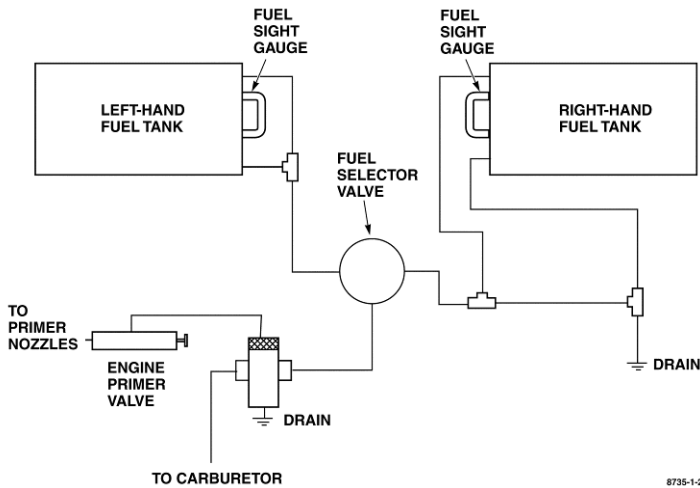 FUEL
SIGHT
GAUGE
FUEL
SIGHT
GAUGE
LEFT-HAND
FUEL TANK
RIGHT-HAND
FUEL TANK
FUEL
SELECTOR
VALVE
TO
PRIMER
NOZZLES
ENGINE
PRIMER
VALVE
DRAIN
DRAIN
TO CARBURETOR